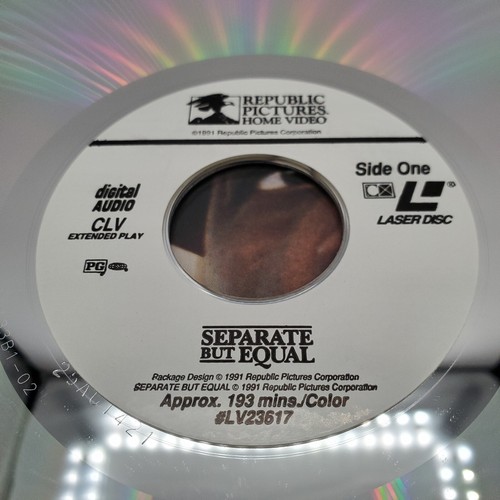 REPUBLIC
PICTURES
HOME VIDEO
©1991 Republic Pictures Corporation
Side One
digital
AUDIO
CX
LASER DISC
CLV
EXTENDED PLAY
PG
SEPARATE
BUT EQUAL
Package Design © 1991 Republic Pictures Corporation
SEPARATE BUT EQUAL © 1991 Republic Pictures Corporation
Approx. 193 mins./Color
#LV23617